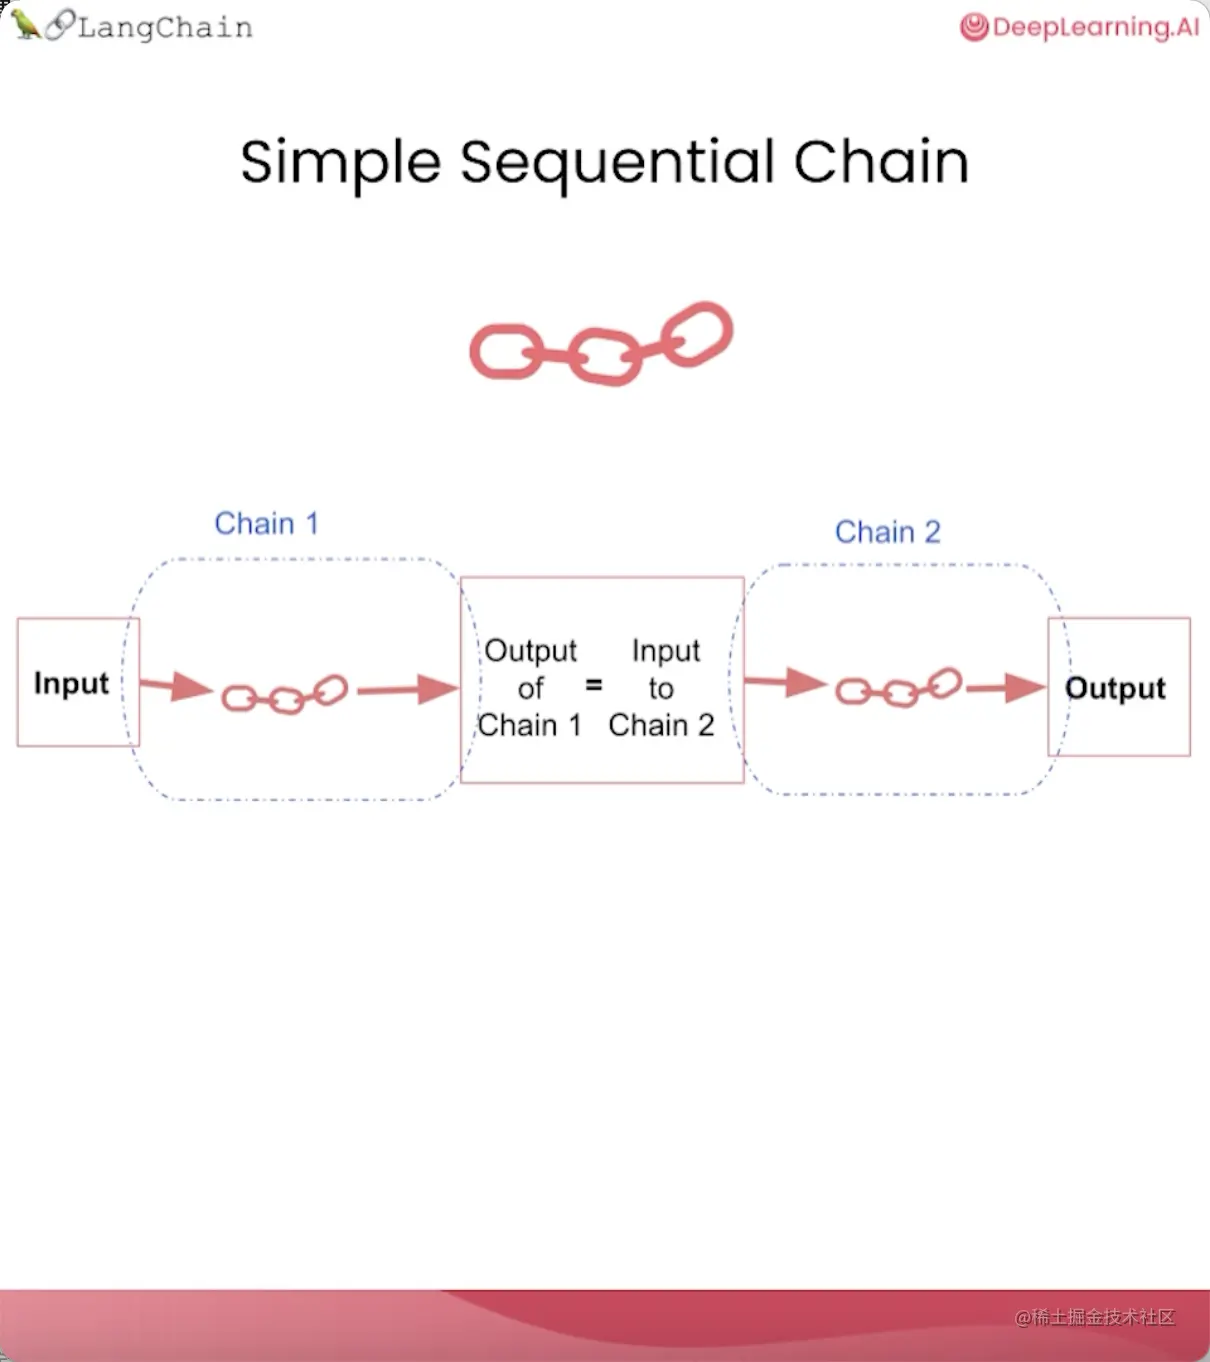 LangChain
DeepLearning.AI
Simple Sequential Chain
Chain 1
Chain 2
Input
Output
of
Chain 1
=
Input
to
Chain 2
Output
@稀土掘金技术社区